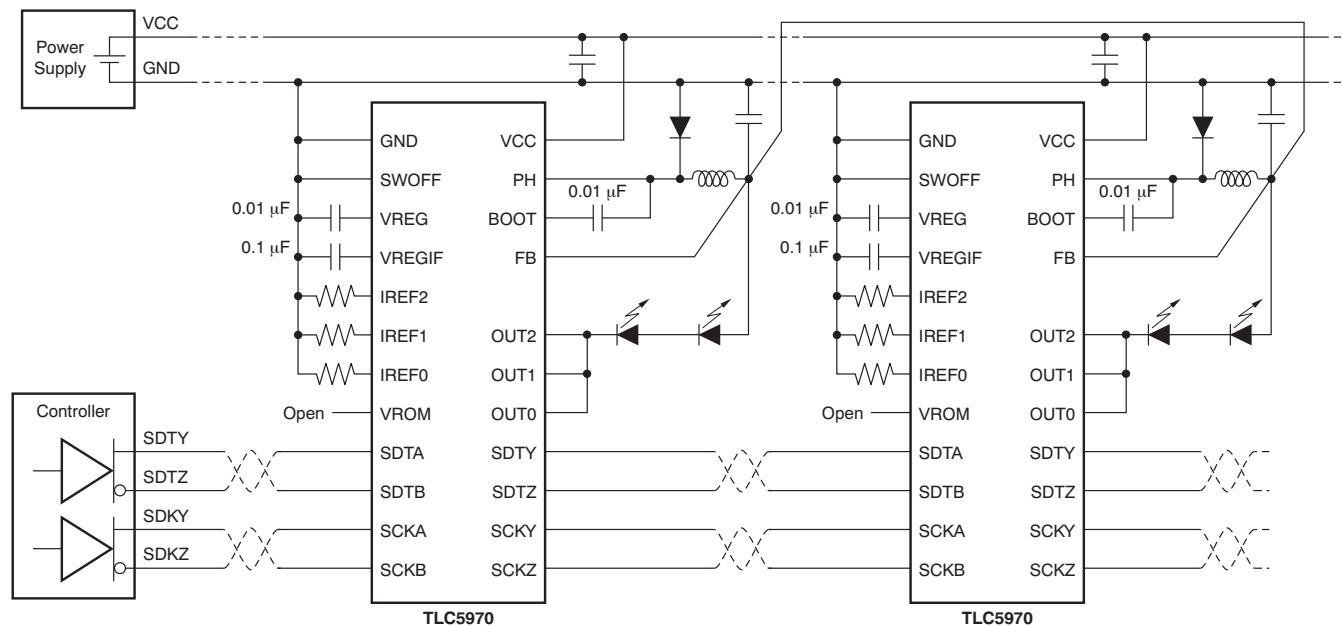 Power
Supply
VCC
GND
GND
SWOFF
0.01 µF
VREG
0.1 µF
VREGIF
IREF2
IREF1
IREF0
Open
VROM
SDTA
SDTB
SCKA
SCKB
VCC
PH
0.01 µF
BOOT
FB
OUT2
OUT1
OUT0
SDTY
SDTZ
SCKY
SCKZ
TLC5970
GND
SWOFF
0.01 µF
VREG
0.1 µF
VREGIF
IREF2
IREF1
IREF0
Open
VROM
SDTA
SDTB
SCKA
SCKB
VCC
PH
0.01 µF
BOOT
FB
OUT2
OUT1
OUT0
SDTY
SDTZ
SCKY
SCKZ
TLC5970
Controller
SDTY
SDTZ
SDKY
SDKZ